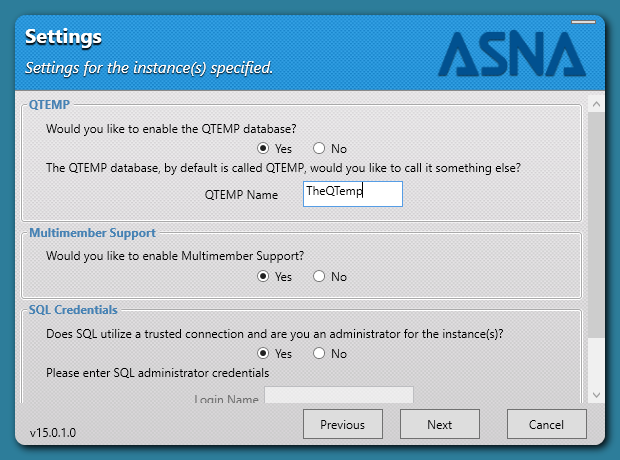 Settings
Settings for the instance(s) specified.
ASNA
QTEMP
Would you like to enable the QTEMP database?
Yes No
The QTEMP database, by default is called QTEMP, would you like to call it something else?
QTEMP Name TheQTemp
Multimember Support
Would you like to enable Multimember Support?
Yes No
SQL Credentials
Does SQL utilize a trusted connection and are you an administrator for the instance(s)?
Yes No
Please enter SQL administrator credentials
Login Name
v15.0.1.0 Previous Next Cancel